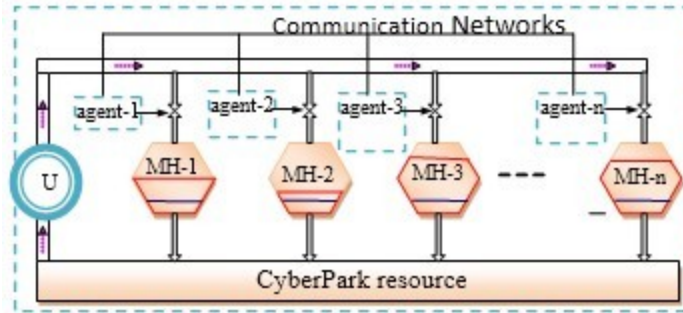 Communication Networks
agent-1
agent-2
agent-3
agent-n
MH-1
MH-2
MH-3
MH-n
U
CyberPark resource